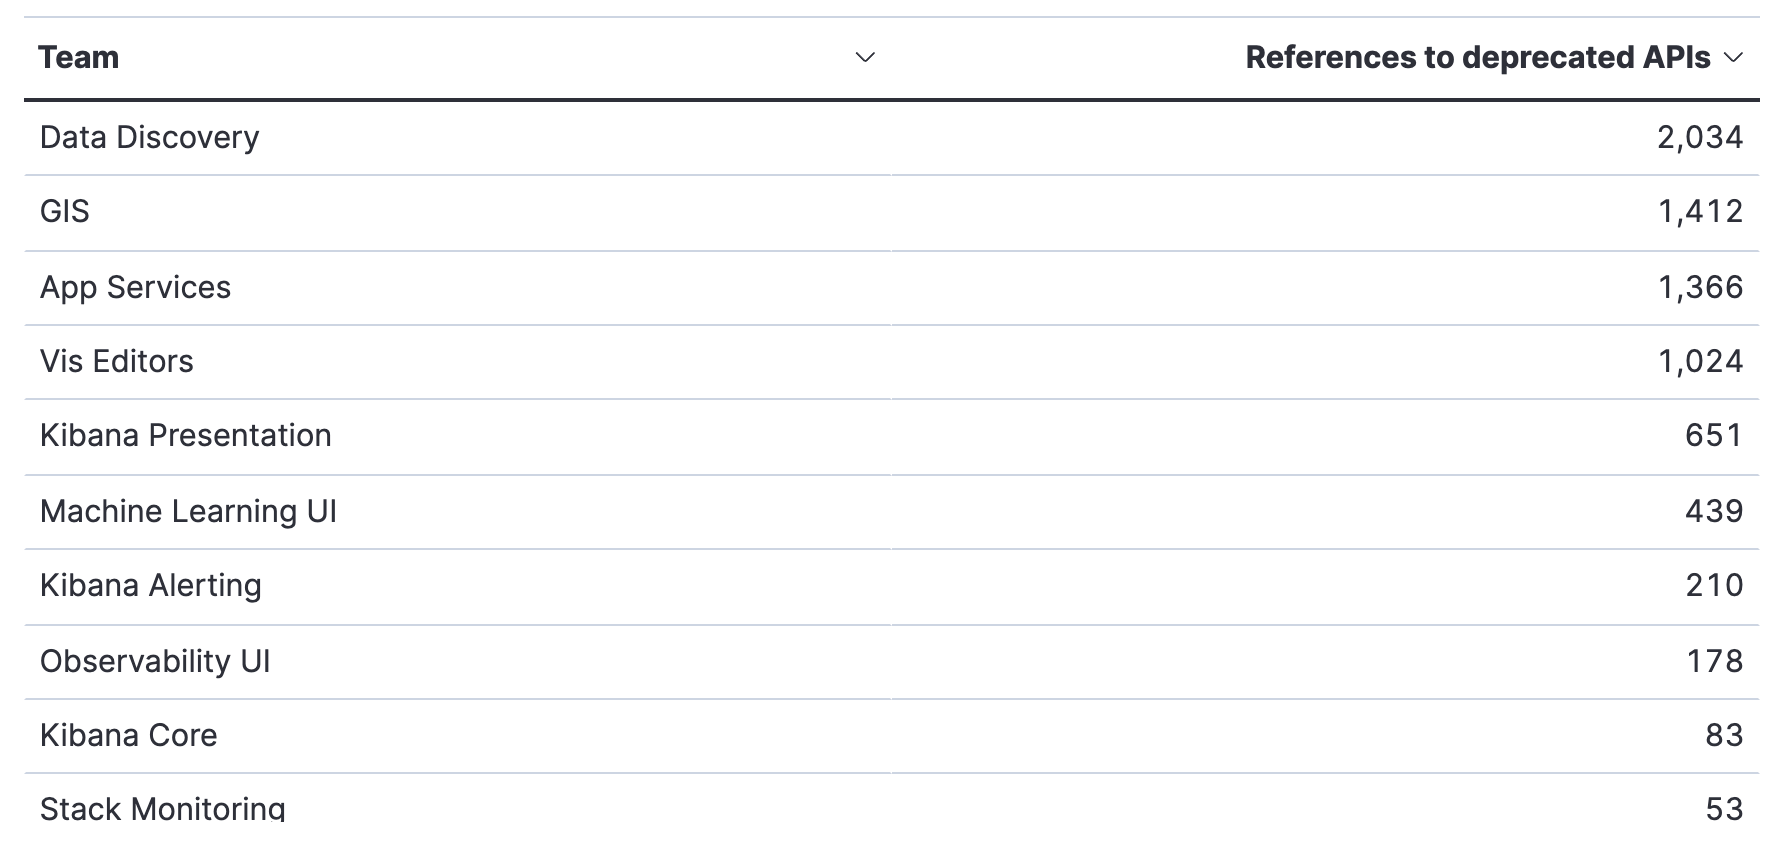 Team References to deprecated APIs
Data Discovery 2,034
GIS 1,412
App Services 1,366
Vis Editors 1,024
Kibana Presentation 651
Machine Learning UI 439
Kibana Alerting 210
Observability UI 178
Kibana Core 83
Stack Monitoring 53